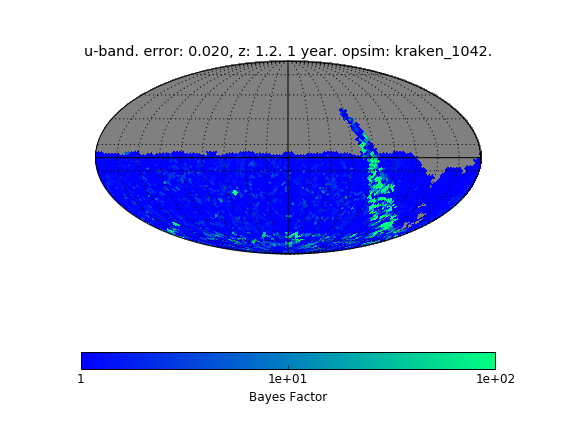 u-band. error: 0.020, z: 1.2. 1 year. opsim: kraken_1042.
1 1e+01 1e+02
Bayes Factor